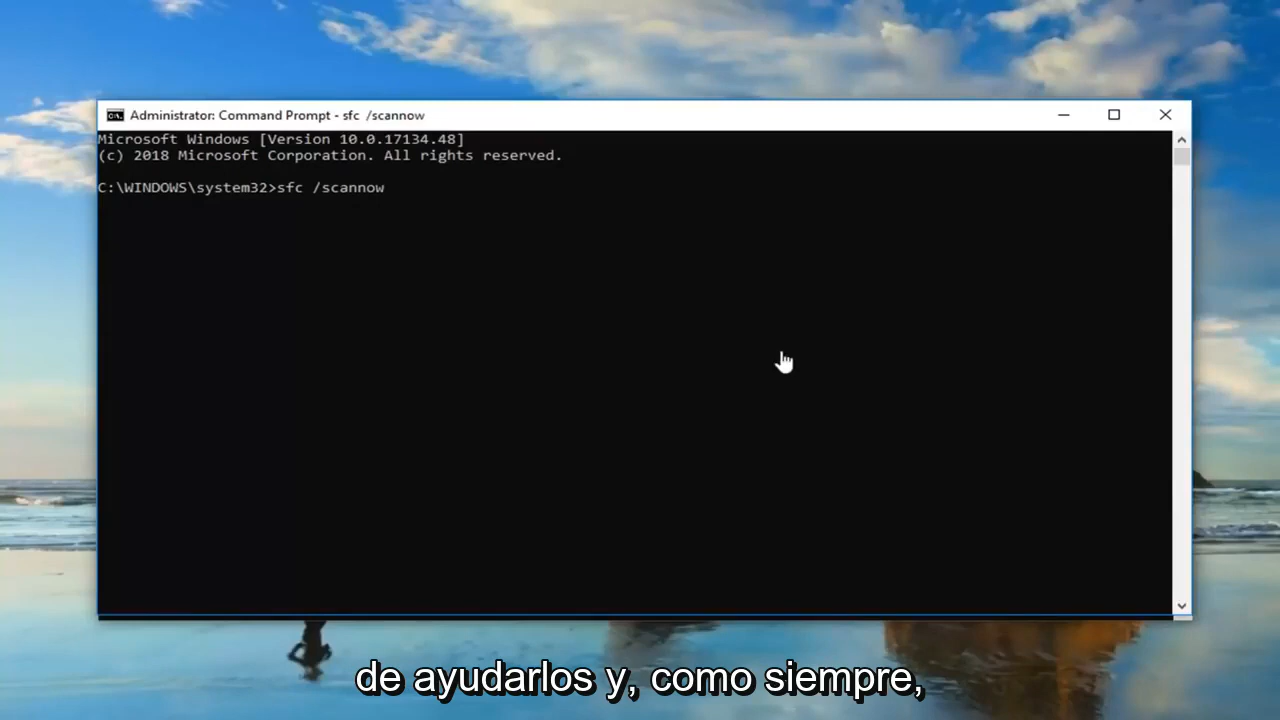 Administrator: Command Prompt - sfc  /scannow
Microsoft Windows [Version 10.0.17134.48]
(c) 2018 Microsoft Corporation. All rights reserved.
C:\WINDOWS\system32>sfc /scannow
de ayudarlos y, como siempre,